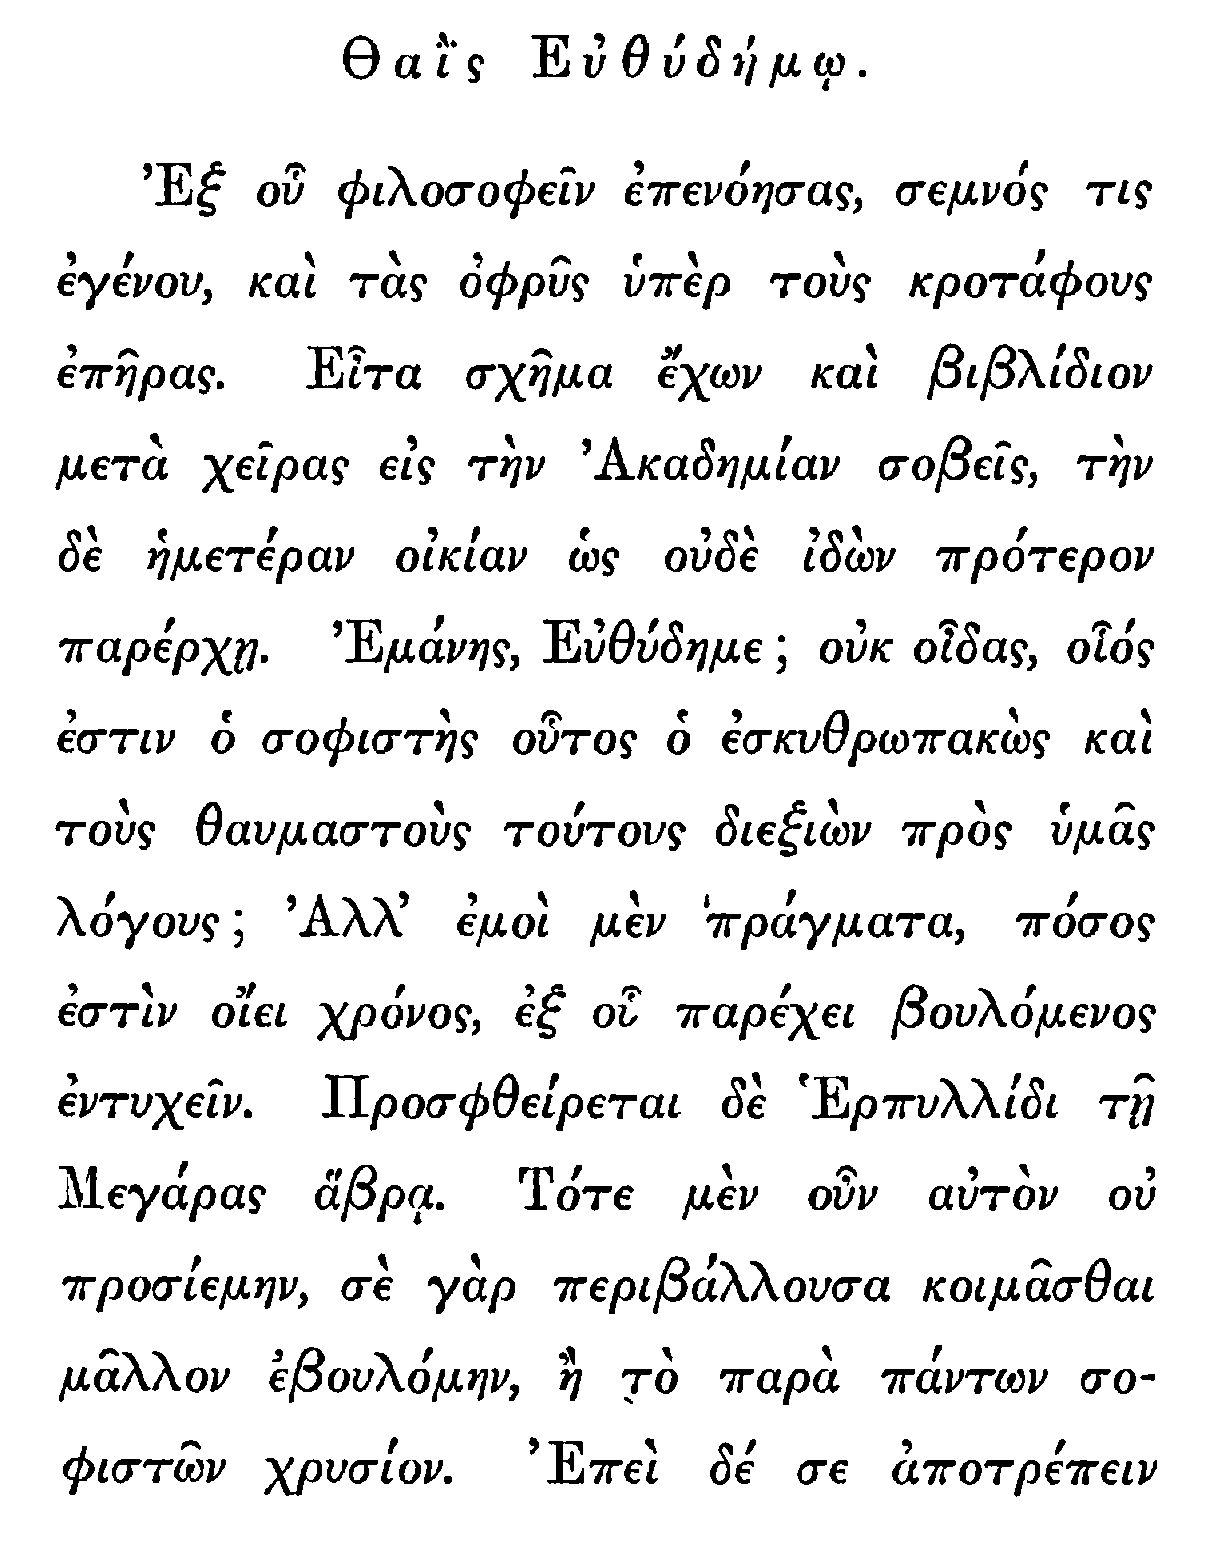 Θαῒς Εὐθύδήμῳ.
Ἐξ οὗ φιλοσοφεῖν ἐπενόησας, σεμνός τις
ἐγένου, καὶ τὰς ὀφρῦς ὑπὲρ τοὺς κροτάφους
ἐπῆρας. Εἶτα σχῆμα ἔχων καὶ βιβλίδιον
μετὰ χεῖρας εἰς τὴν Ἀκαδημίαν σοβεῖς, τὴν
δὲ ἡμετέραν οἰκίαν ὡς οὐδὲ ἰδὼν πρότερον
παρέρχῃ. Ἐμάνης, Εὐθύδημε; οὐκ οἶδας, οἷός
ἐστιν ὁ σοφιστὴς οὗτος ὁ ἐσκυθρωπακὼς καὶ
τοὺς θαυμαστοὺς τούτους διεξιὼν πρὸς ὑμᾶς
λόγους; Ἀλλ’ ἐμοὶ μὲν πράγματα, πόσος
ἐστὶν οἴει χρόνος, ἐξ οὗ παρέχει βουλόμενος
ἐντυχεῖν. Προσφθείρεται δὲ Ἑρπυλλίδι τῇ
Μεγάρας ἅβρᾳ. Τότε μὲν οὖν αὐτὸν οὐ
προσίεμην, σὲ γὰρ περιβάλλουσα κοιμᾶσθαι
μᾶλλον ἐβουλόμην, ἢ τὸ παρὰ πάντων σο-
φιστῶν χρυσίον. Ἐπεὶ δέ σε ἀποτρέπειν